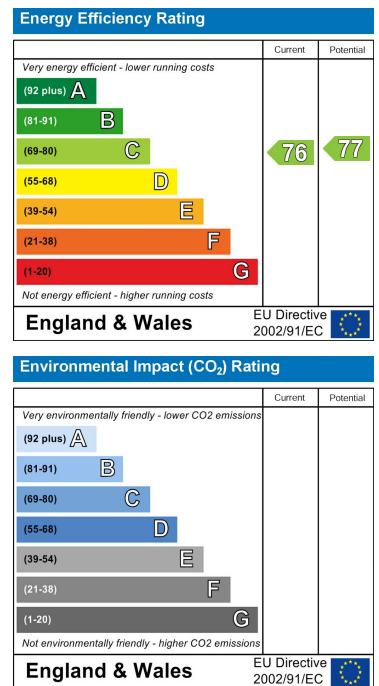 Energy Efficiency Rating
Current Potential
Very energy efficient - lower running costs
(92 plus) A
(81-91) B
(69-80) C 76 77
(55-68) D
(39-54) E
(21-38) F
(1-20) G
Not energy efficient - higher running costs
England & Wales EU Directive
2002/91/EC
Environmental Impact (CO₂) Rating
Current Potential
Very environmentally friendly - lower CO2 emissions
(92 plus) A
(81-91) B
(69-80) C
(55-68) D
(39-54) E
(21-38) F
(1-20) G
Not environmentally friendly - higher CO2 emissions
England & Wales EU Directive
2002/91/EC